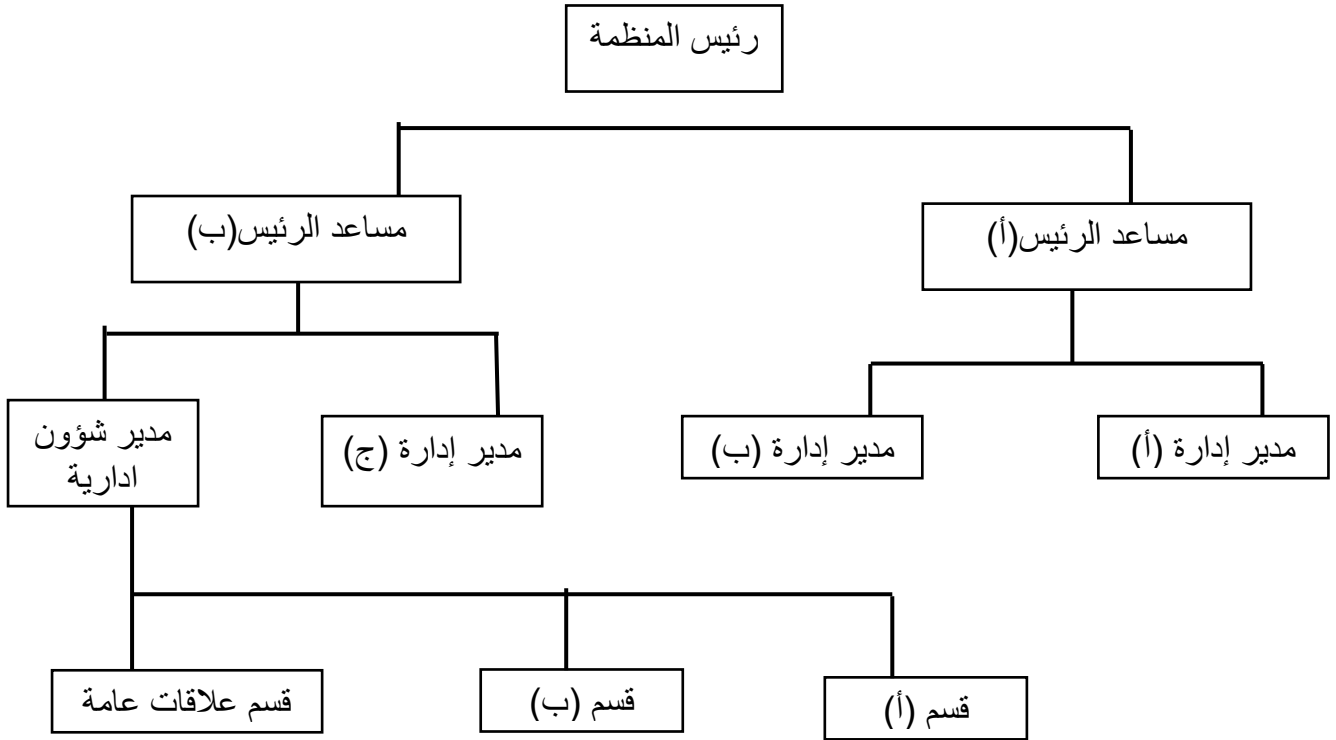 رئيس المنظمة
مساعد الرئيس(أ)
مساعد الرئيس(ب)
مدير إدارة (أ)
مدير إدارة (ب)
مدير إدارة (ج)
مدير شؤون
ادارية
قسم (أ)
قسم (ب)
قسم علاقات عامة